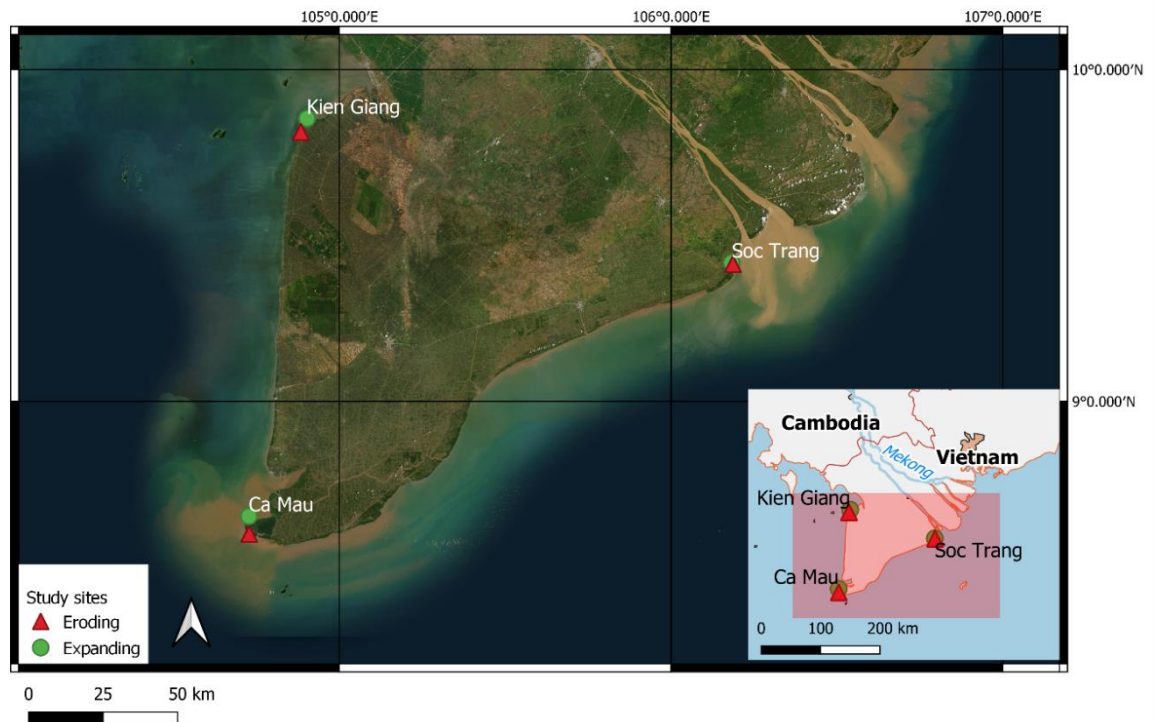 105°0.000′E
106°0.000′E
107°0.000′E
10°0.000′N
Kien Giang
Soc Trang
9°0.000′N
Ca Mau
Study sites
Eroding
Expanding
Cambodia
Mekong
Vietnam
Kien Giang
Soc Trang
Ca Mau
0 100 200 km
0 25 50 km